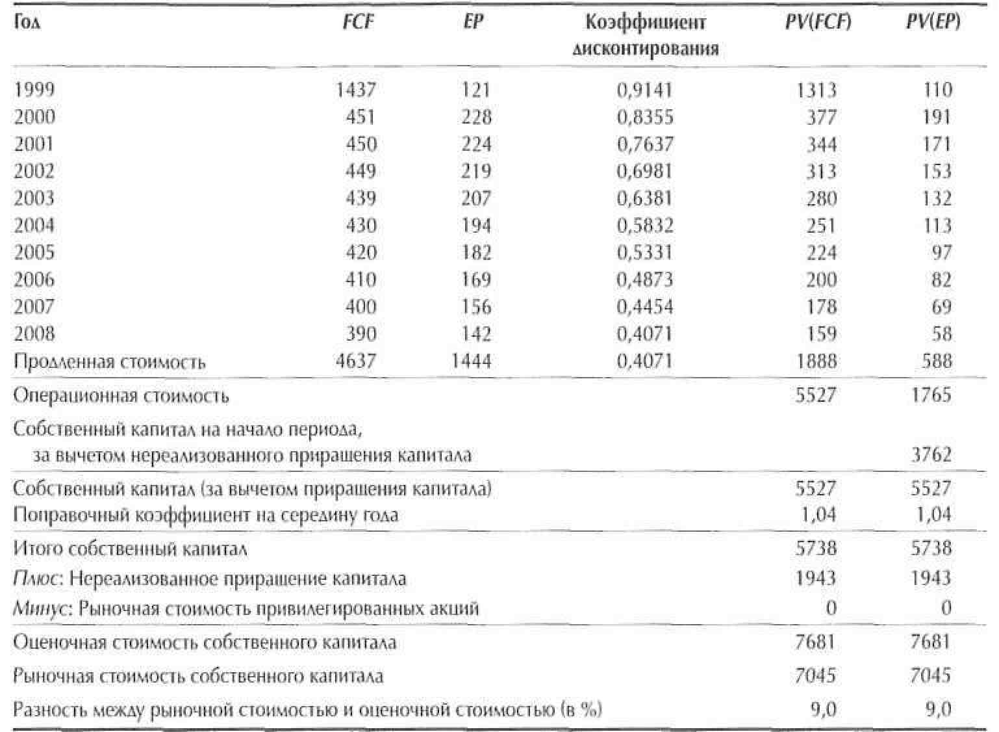 Год FCF EP Коэффициент PV(FCF) PV(EP)
дисконтирования
1999 1437 121 0,9141 1313 110
2000 451 228 0,8355 377 191
2001 450 224 0,7637 344 171
2002 449 219 0,6981 313 153
2003 439 207 0,6381 280 132
2004 430 194 0,5832 251 113
2005 420 182 0,5331 224 97
2006 410 169 0,4873 200 82
2007 400 156 0,4454 178 69
2008 390 142 0,4071 159 58
Продленная стоимость 4637 1444 0,4071 1888 588
Операционная стоимость 5527 1765
Собственный капитал на начало периода,
за вычетом нереализованного приращения капитала 3762
Собственный капитал (за вычетом приращения капитала) 5527 5527
Поправочный коэффициент на середину года 1,04 1,04
Итого собственный капитал 5738 5738
Плюс: Нереализованное приращение капитала 1943 1943
Минус: Рыночная стоимость привилегированных акций 0 0
Оценочная стоимость собственного капитала 7681 7681
Рыночная стоимость собственного капитала 7045 7045
Разность между рыночной стоимостью и оценочной стоимостью (в %) 9,0 9,0